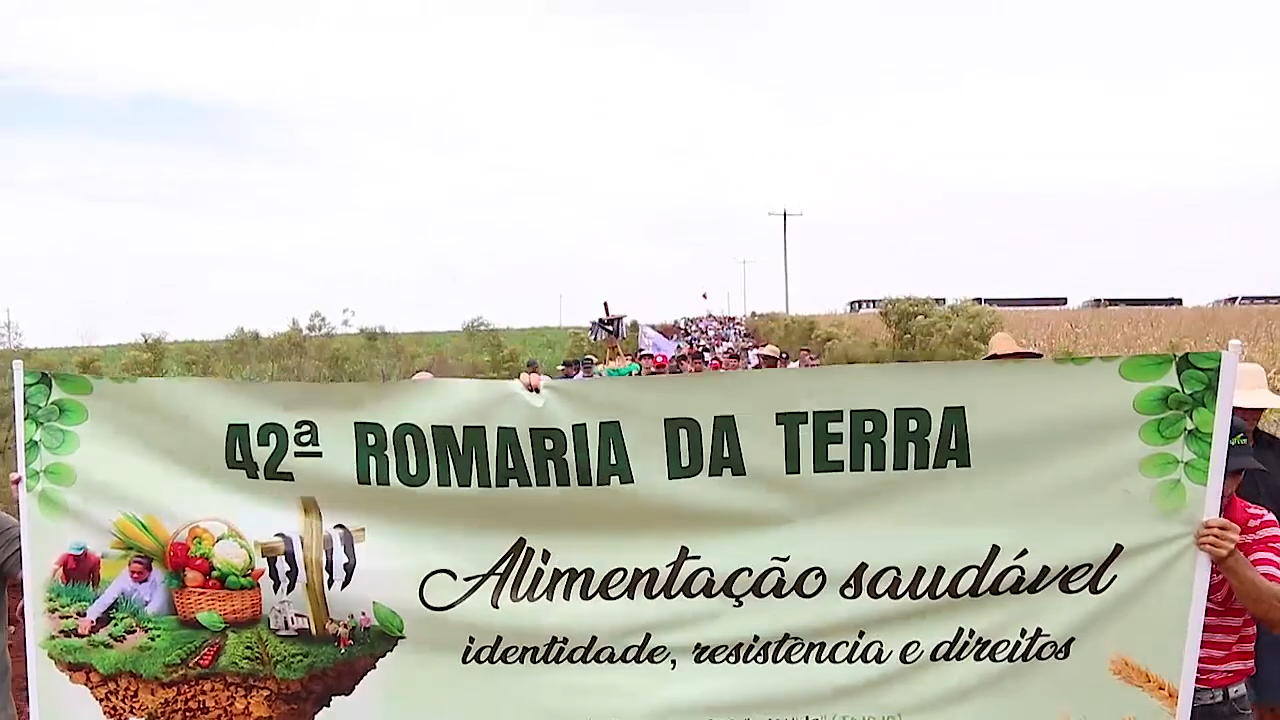 42ª ROMARIA DA TERRA
Alimentação saudável
identidade, resistência e direitos